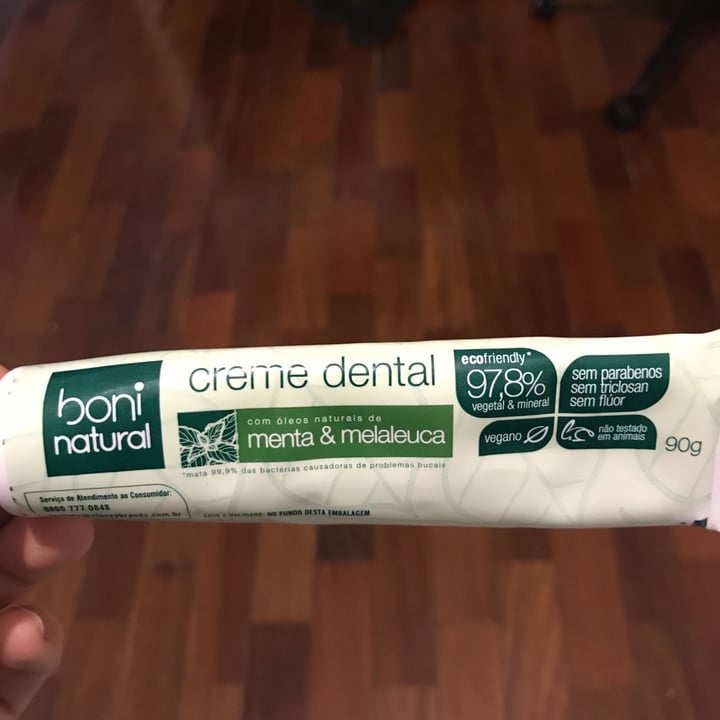 boni
natural
creme dental
com óleos naturais de
menta & melaleuca
*mata 99,9% das bactérias causadoras de problemas bucais
ecofriendly*
97,8%
vegetal & mineral
vegano
sem parabenos
sem triclosan
sem flúor
não testado
em animais
90g
Serviço de Atendimento ao Consumidor:
0800 777 0848
LOTE E VALIDADE: NO FUNDO DESTA EMBALAGEM